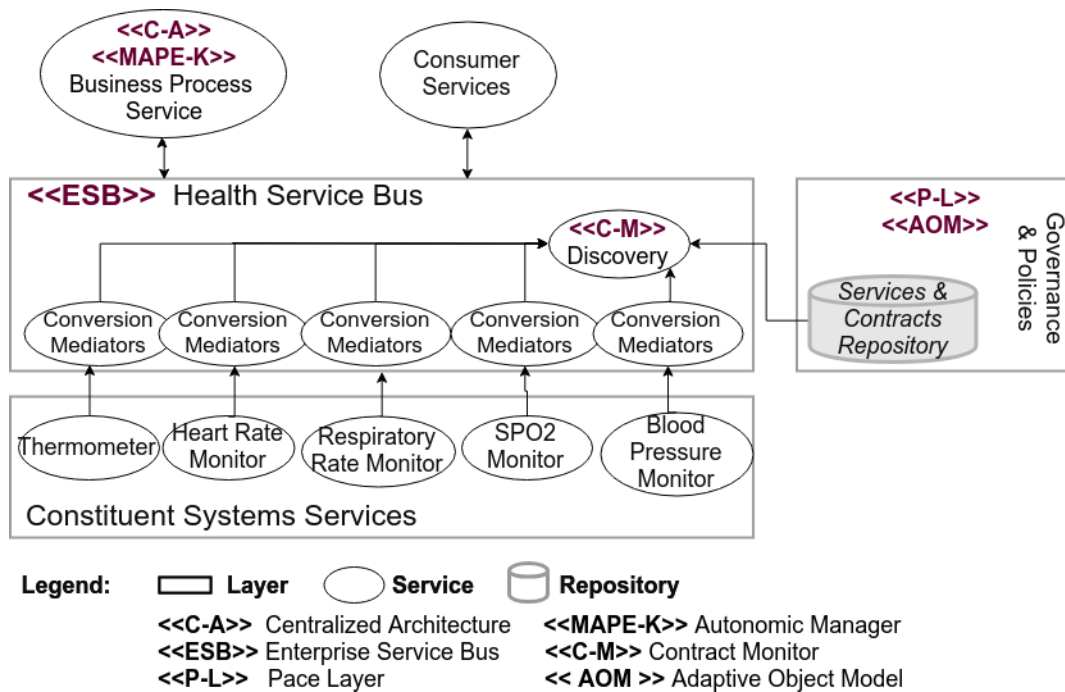 <<C-A>>
<<MAPE-K>>
Business Process
Service
Consumer
Services
<<ESB>> Health Service Bus
<<C-M>>
Discovery
<<P-L>>
<<AOM>>
Governance
& Policies
Services &
Contracts
Repository
Conversion
Mediators
Conversion
Mediators
Conversion
Mediators
Conversion
Mediators
Conversion
Mediators
Thermometer
Heart Rate
Monitor
Respiratory
Rate Monitor
SPO2
Monitor
Blood
Pressure
Monitor
Constituent Systems Services
Legend: Layer Service Repository
<<C-A>> Centralized Architecture <<MAPE-K>> Autonomic Manager
<<ESB>> Enterprise Service Bus <<C-M>> Contract Monitor
<<P-L>> Pace Layer << AOM >> Adaptive Object Model